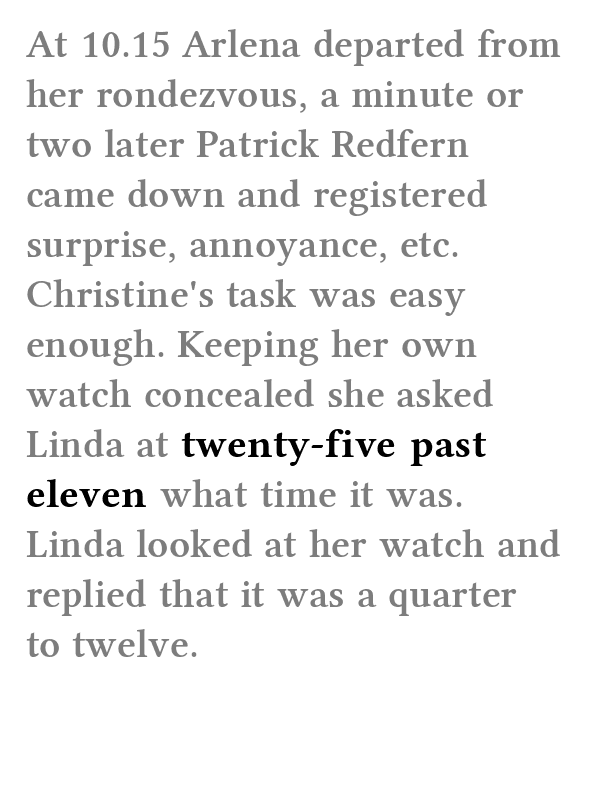 At 10.15 Arlena departed from
her rondezvous, a minute or
two later Patrick Redfern
came down and registered
surprise, annoyance, etc.
Christine's task was easy
enough. Keeping her own
watch concealed she asked
Linda at twenty-five past
eleven what time it was.
Linda looked at her watch and
replied that it was a quarter
to twelve.